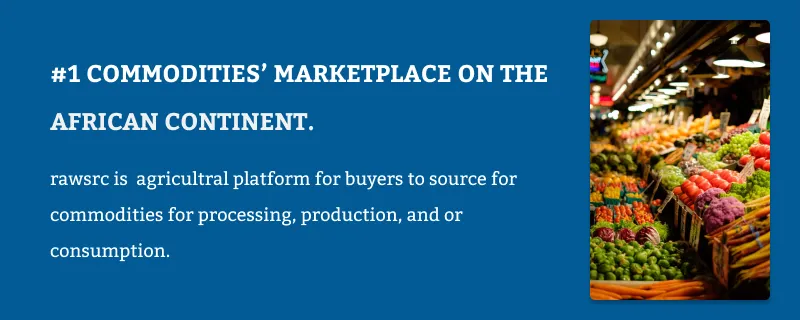 #1 COMMODITIES’ MARKETPLACE ON THE
AFRICAN CONTINENT.
rawsrc is  agricultral platform for buyers to source for
commodities for processing, production, and or
consumption.